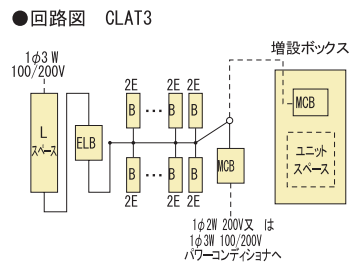 ●回路図 CLAT3
1φ3W
100/200V
増設ボックス
2E 2E 2E
B … B B
MCB
L
スペース
ELB
ユニット
スペース
B … B B
MCB
2E 2E 2E
1φ2W 200V又 は
1φ3W 100/200V
パワーコンディショナへ